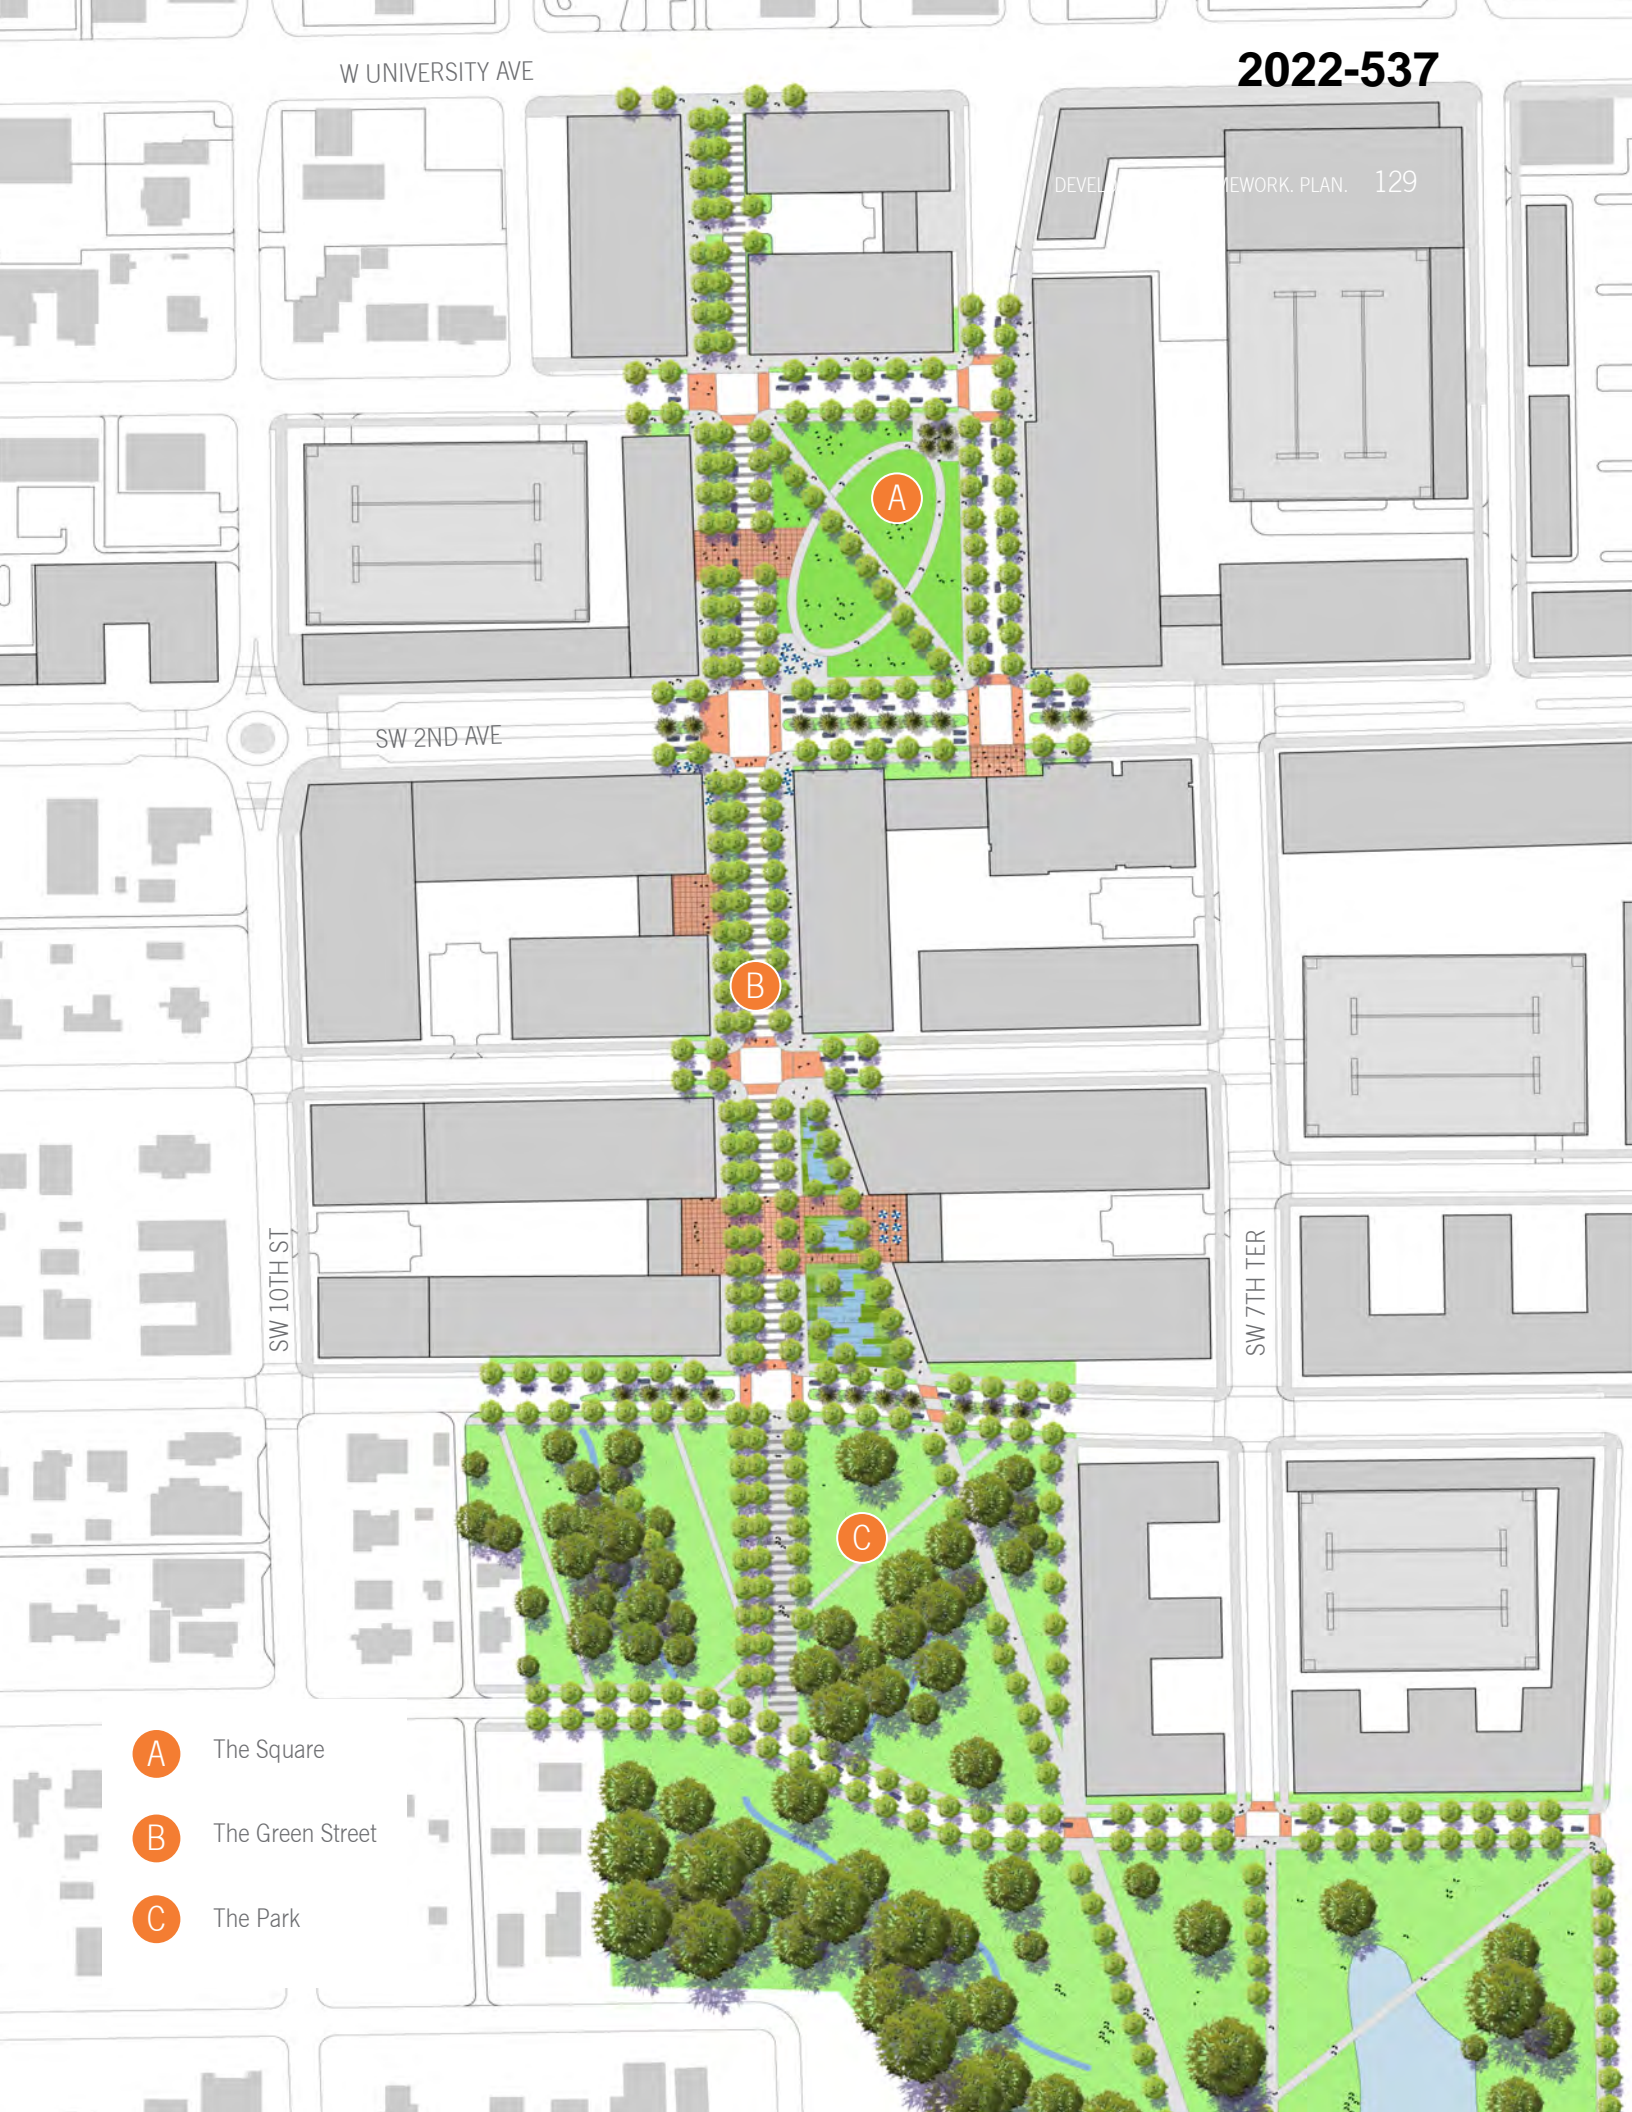 W UNIVERSITY AVE
2022-537
MEWORK. PLAN. 129
A
SW 2ND AVE
B
SW 10TH ST
SW 7TH TER
C
A The Square
B The Green Street
C The Park